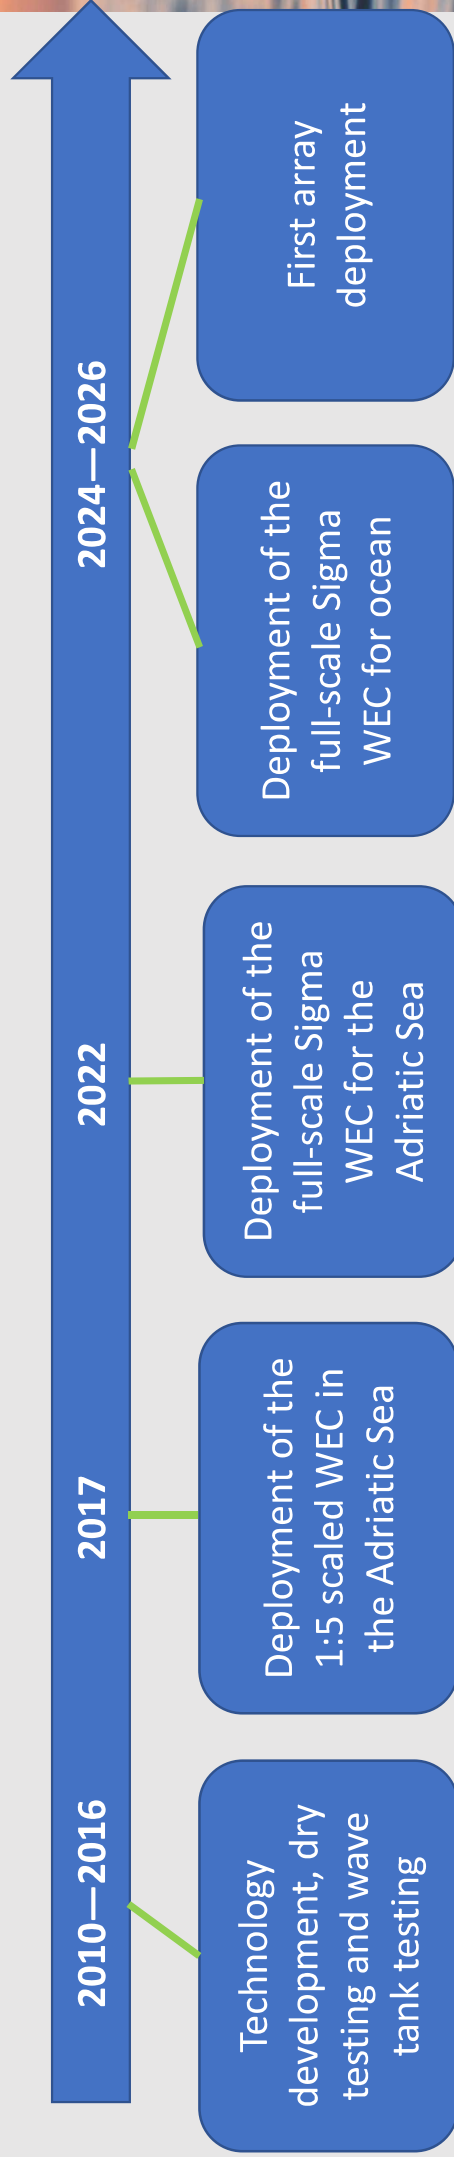 2010—2016
2017
2022
2024—2026
Technology
development, dry
testing and wave
tank testing
Deployment of the
1:5 scaled WEC in
the Adriatic Sea
Deployment of the
full-scale Sigma
WEC for the
Adriatic Sea
Deployment of the
full-scale Sigma
WEC for ocean
First array
deployment